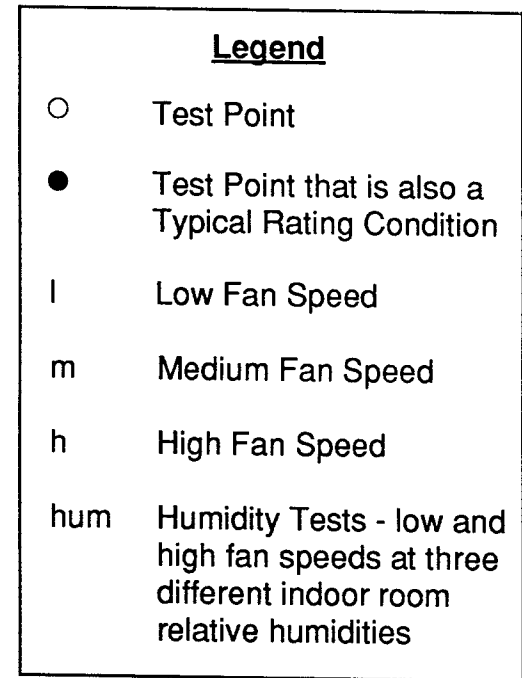 Legend
○ Test Point
● Test Point that is also a
Typical Rating Condition
l Low Fan Speed
m Medium Fan Speed
h High Fan Speed
hum Humidity Tests - low and
high fan speeds at three
different indoor room
relative humidities